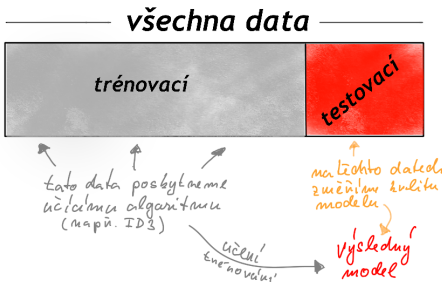 všechna data
trénovací
testovací
tato data poskytneme
učícímu algoritmu
(např. ID3)
na těchto datech
změříme kvalitu
modelu
učení
trénování
výsledný
model